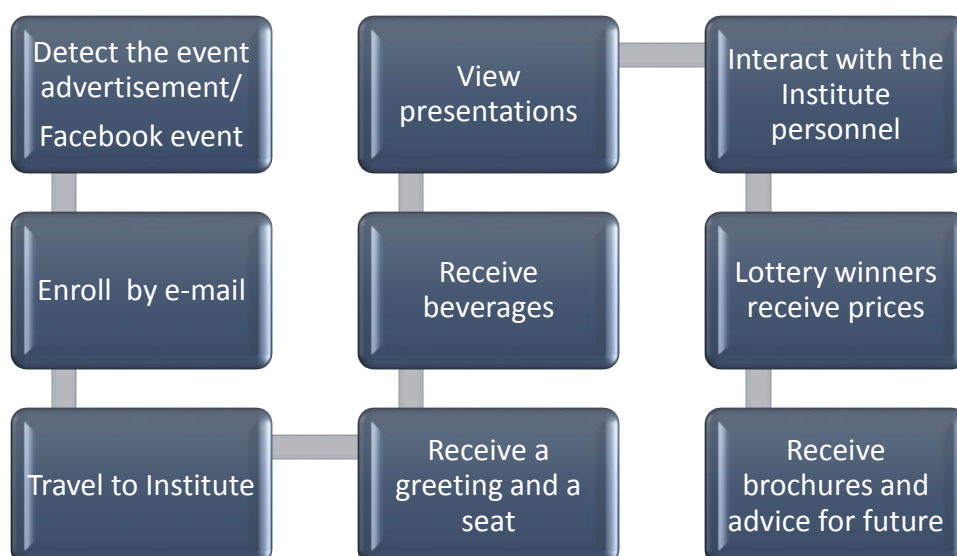 Detect the event
advertisement/
Facebook event
Enroll by e-mail
Travel to Institute
Receive a
greeting and a
seat
Receive
beverages
View
presentations
Interact with the
Institute
personnel
Lottery winners
receive prices
Receive
brochures and
advice for future